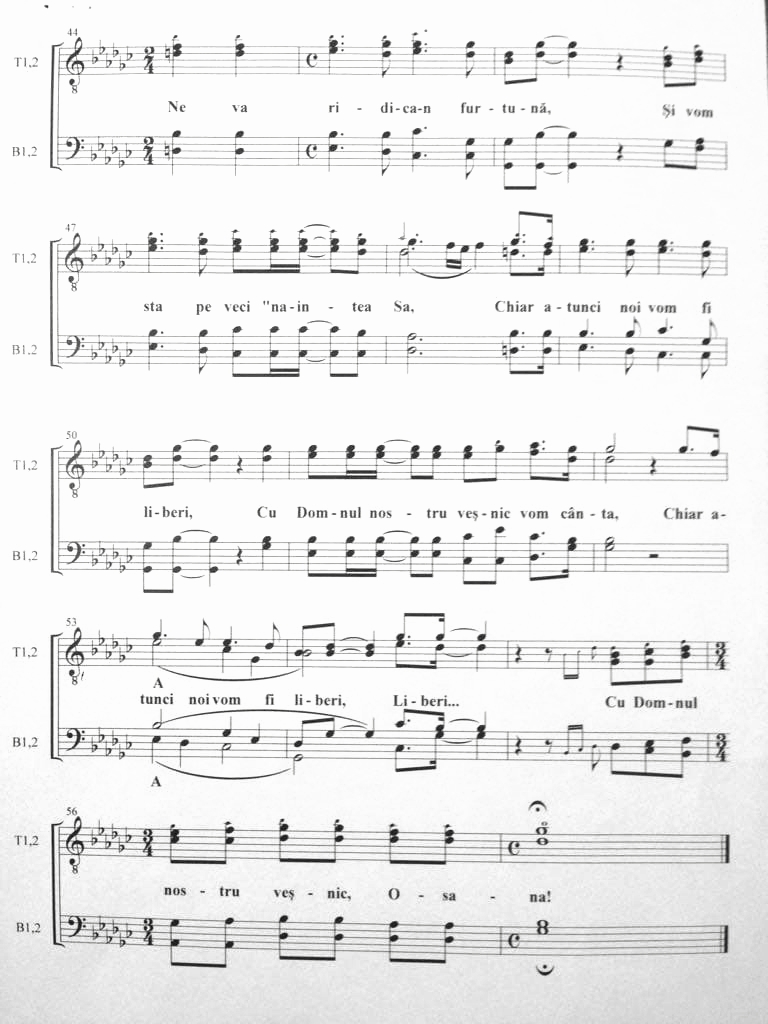 44
T1,2
Ne va ri - di-ca-n fur-tu-nă, Și vom
B1,2
47
T1,2
sta pe veci "na-in - tea Sa, Chiar a-tunci noi vom fi
B1,2
50
T1,2
li-beri, Cu Dom-nul nos - tru veș-nic vom cân-ta, Chiar a-
B1,2
53
T1,2
A
tunci noi vom fi li-beri, Li-beri... Cu Dom-nul
B1,2
A
56
T1,2
nos - tru veș - nic, O - sa - na!
B1,2